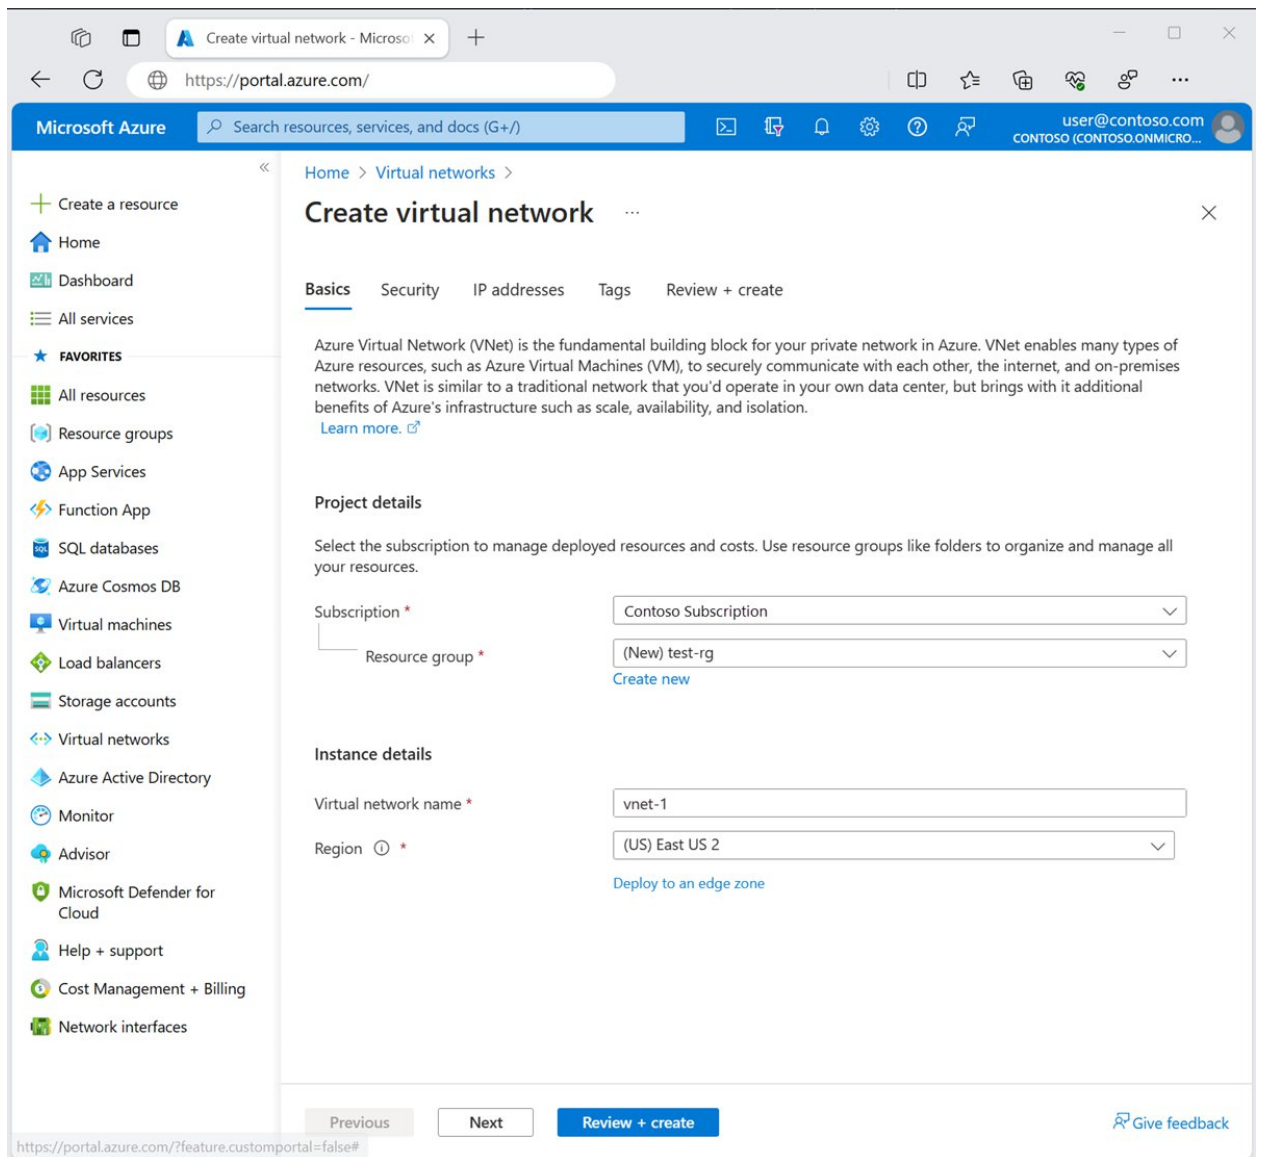 Create virtual network - Microsof
https://portal.azure.com/
Microsoft Azure
Search resources, services, and docs (G+/)
user@contoso.com
CONTOSO (CONTOSO.ONMICRO...
Create a resource
Home
Dashboard
All services
FAVORITES
All resources
Resource groups
App Services
Function App
SQL databases
Azure Cosmos DB
Virtual machines
Load balancers
Storage accounts
Virtual networks
Azure Active Directory
Monitor
Advisor
Microsoft Defender for
Cloud
Help + support
Cost Management + Billing
Network interfaces
Home > Virtual networks >
Create virtual network ...
Basics Security IP addresses Tags Review + create
Azure Virtual Network (VNet) is the fundamental building block for your private network in Azure. VNet enables many types of
Azure resources, such as Azure Virtual Machines (VM), to securely communicate with each other, the internet, and on-premises
networks. VNet is similar to a traditional network that you'd operate in your own data center, but brings with it additional
benefits of Azure's infrastructure such as scale, availability, and isolation.
Learn more.
Project details
Select the subscription to manage deployed resources and costs. Use resource groups like folders to organize and manage all
your resources.
Subscription * Contoso Subscription
Resource group * (New) test-rg
Create new
Instance details
Virtual network name * vnet-1
Region * (US) East US 2
Deploy to an edge zone
Previous Next Review + create Give feedback
https://portal.azure.com/?feature.customportal=false#